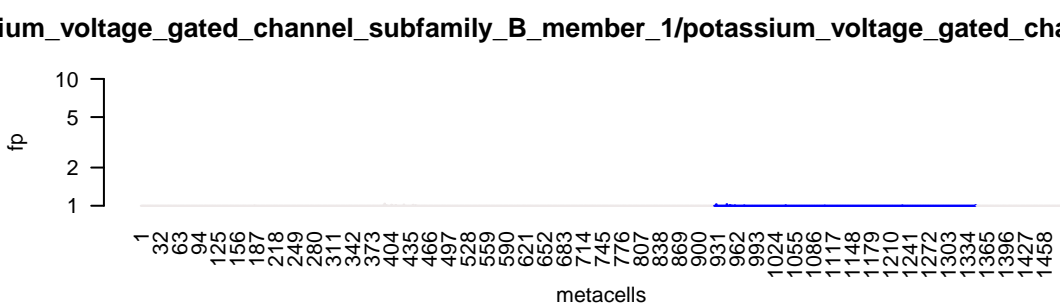 ium_voltage_gated_channel_subfamily_B_member_1/potassium_voltage_gated_cha
10
5
2
1
fp
1 32 63 94 125 156 187 218 249 280 311 342 373 404 435 466 497 528 559 590 621 652 683 714 745 776 807 838 869 900 931 962 993 1024 1055 1086 1117 1148 1179 1210 1241 1272 1303 1334 1365 1396 1427 1458
metacells